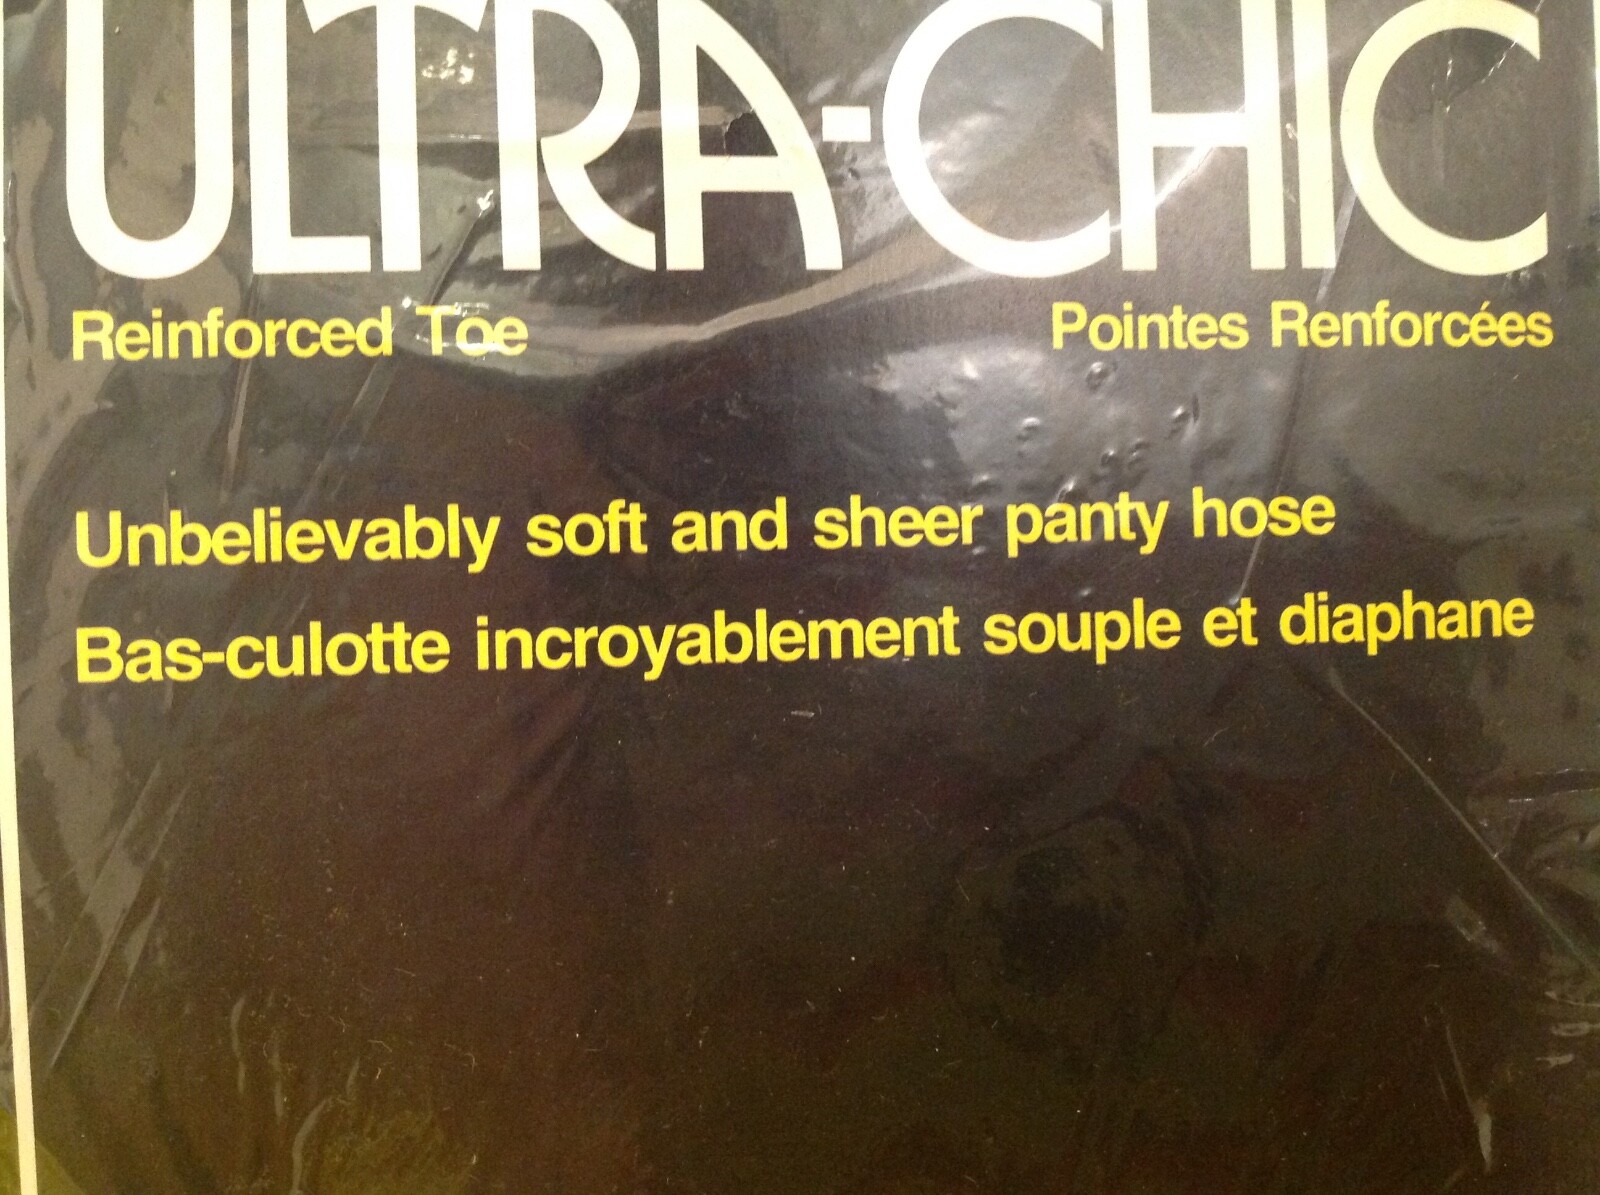 ULTRA-CHIC
Reinforced Toe Pointes Renforcées
Unbelievably soft and sheer panty hose
Bas-culotte incroyablement souple et diaphane